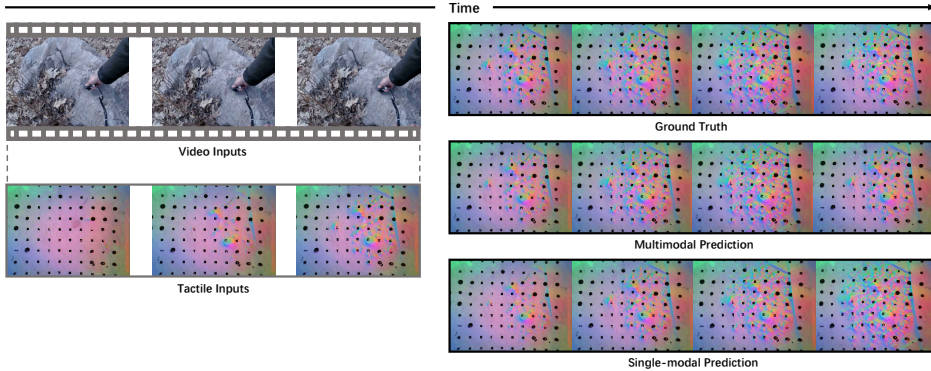 Time
Video Inputs
Tactile Inputs
Ground Truth
Multimodal Prediction
Single-modal Prediction